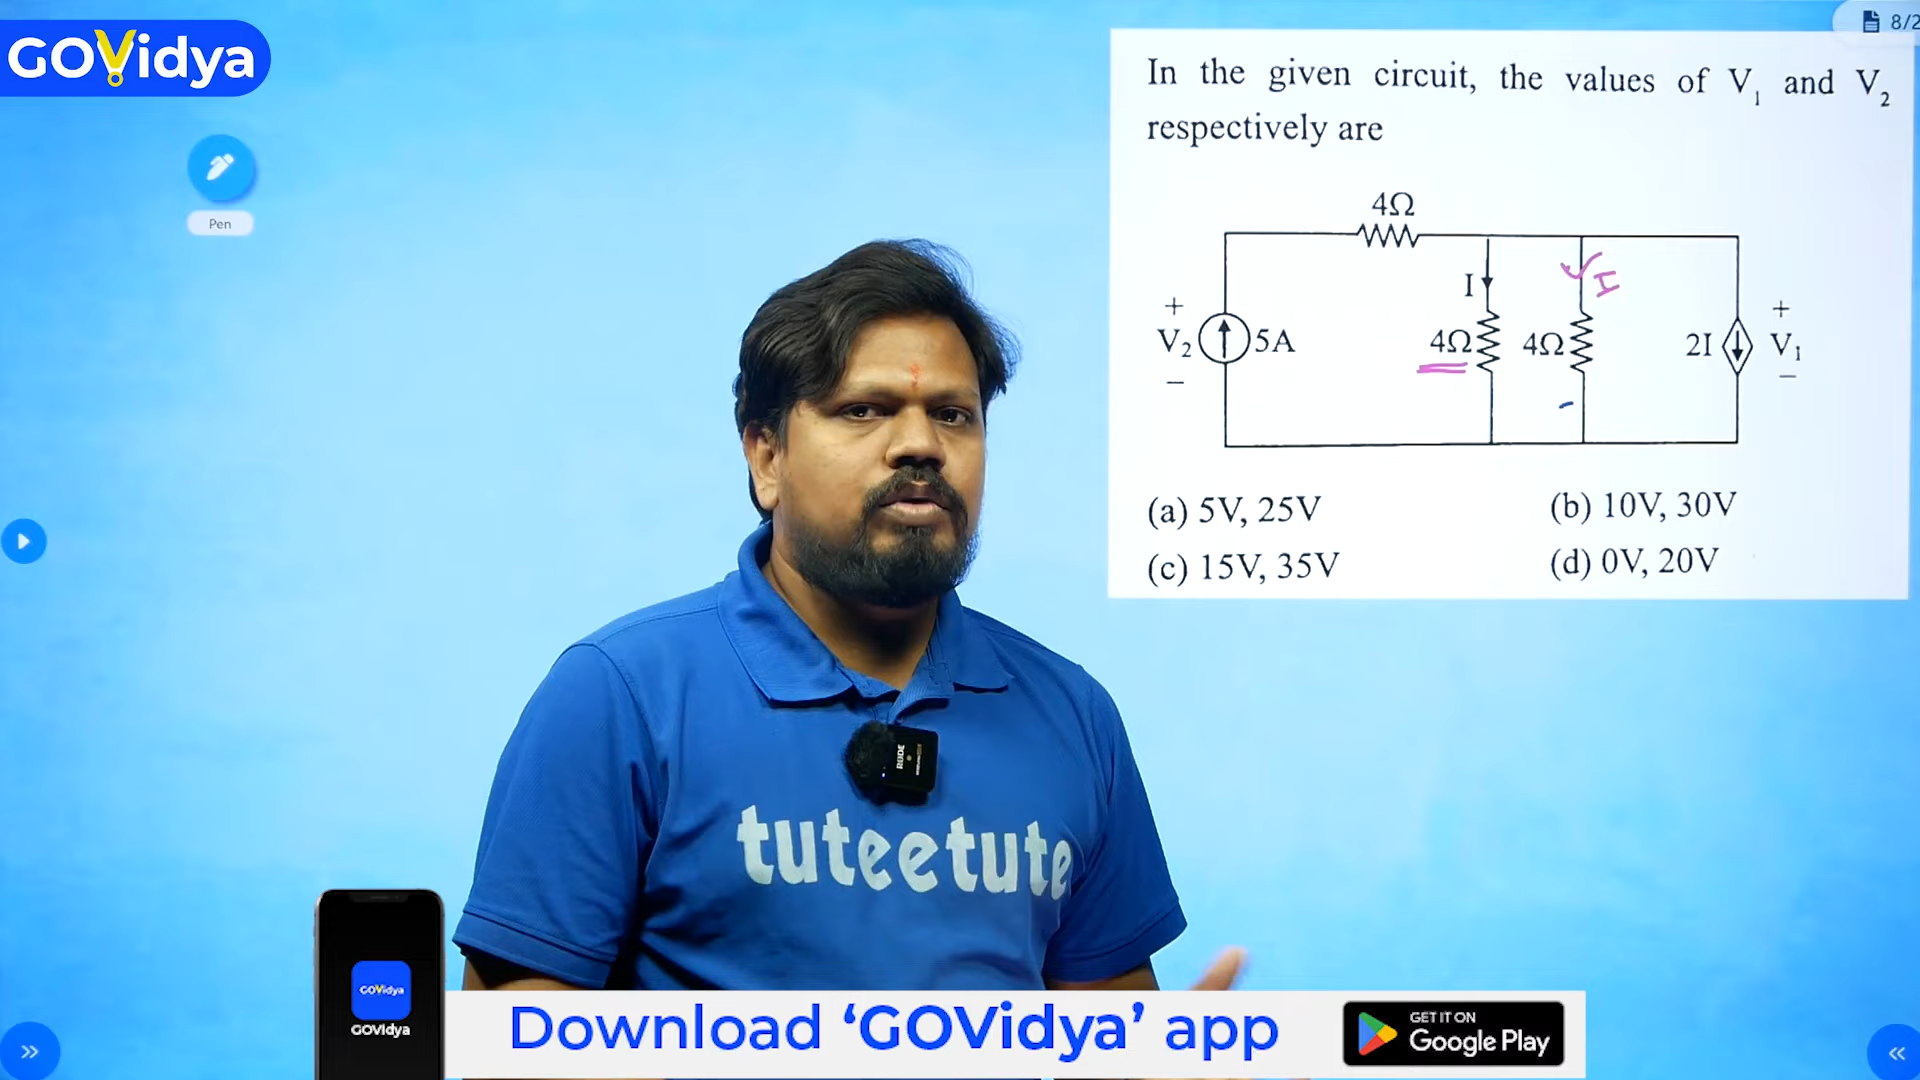 GOVidya
8/2
Pen
In the given circuit, the values of V₁ and V₂
respectively are
4Ω
I
I
+
V₂
−
5A
4Ω
4Ω
2I
+
V₁
−
(a) 5V, 25V
(b) 10V, 30V
(c) 15V, 35V
(d) 0V, 20V
RODE
tuteetute
GOVidya
GOVidya
Download ‘GOVidya’ app
GET IT ON
Google Play